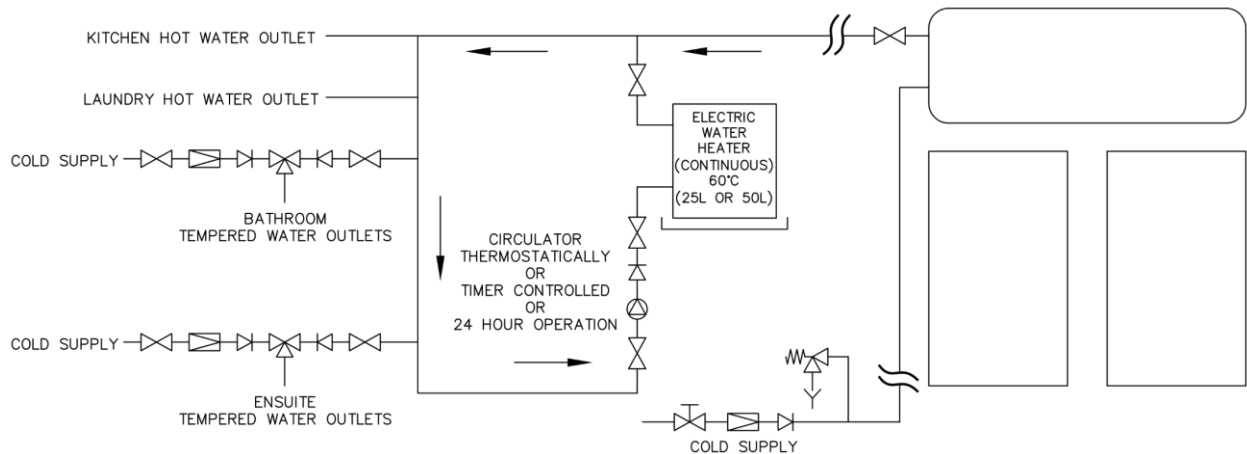 KITCHEN HOT WATER OUTLET
LAUNDRY HOT WATER OUTLET
COLD SUPPLY
BATHROOM
TEMPERED WATER OUTLETS
ELECTRIC
WATER
HEATER
(CONTINUOUS)
60°C
(25L OR 50L)
CIRCULATOR
THERMOSTATICALLY
OR
TIMER CONTROLLED
OR
24 HOUR OPERATION
COLD SUPPLY
ENSUITE
TEMPERED WATER OUTLETS
COLD SUPPLY